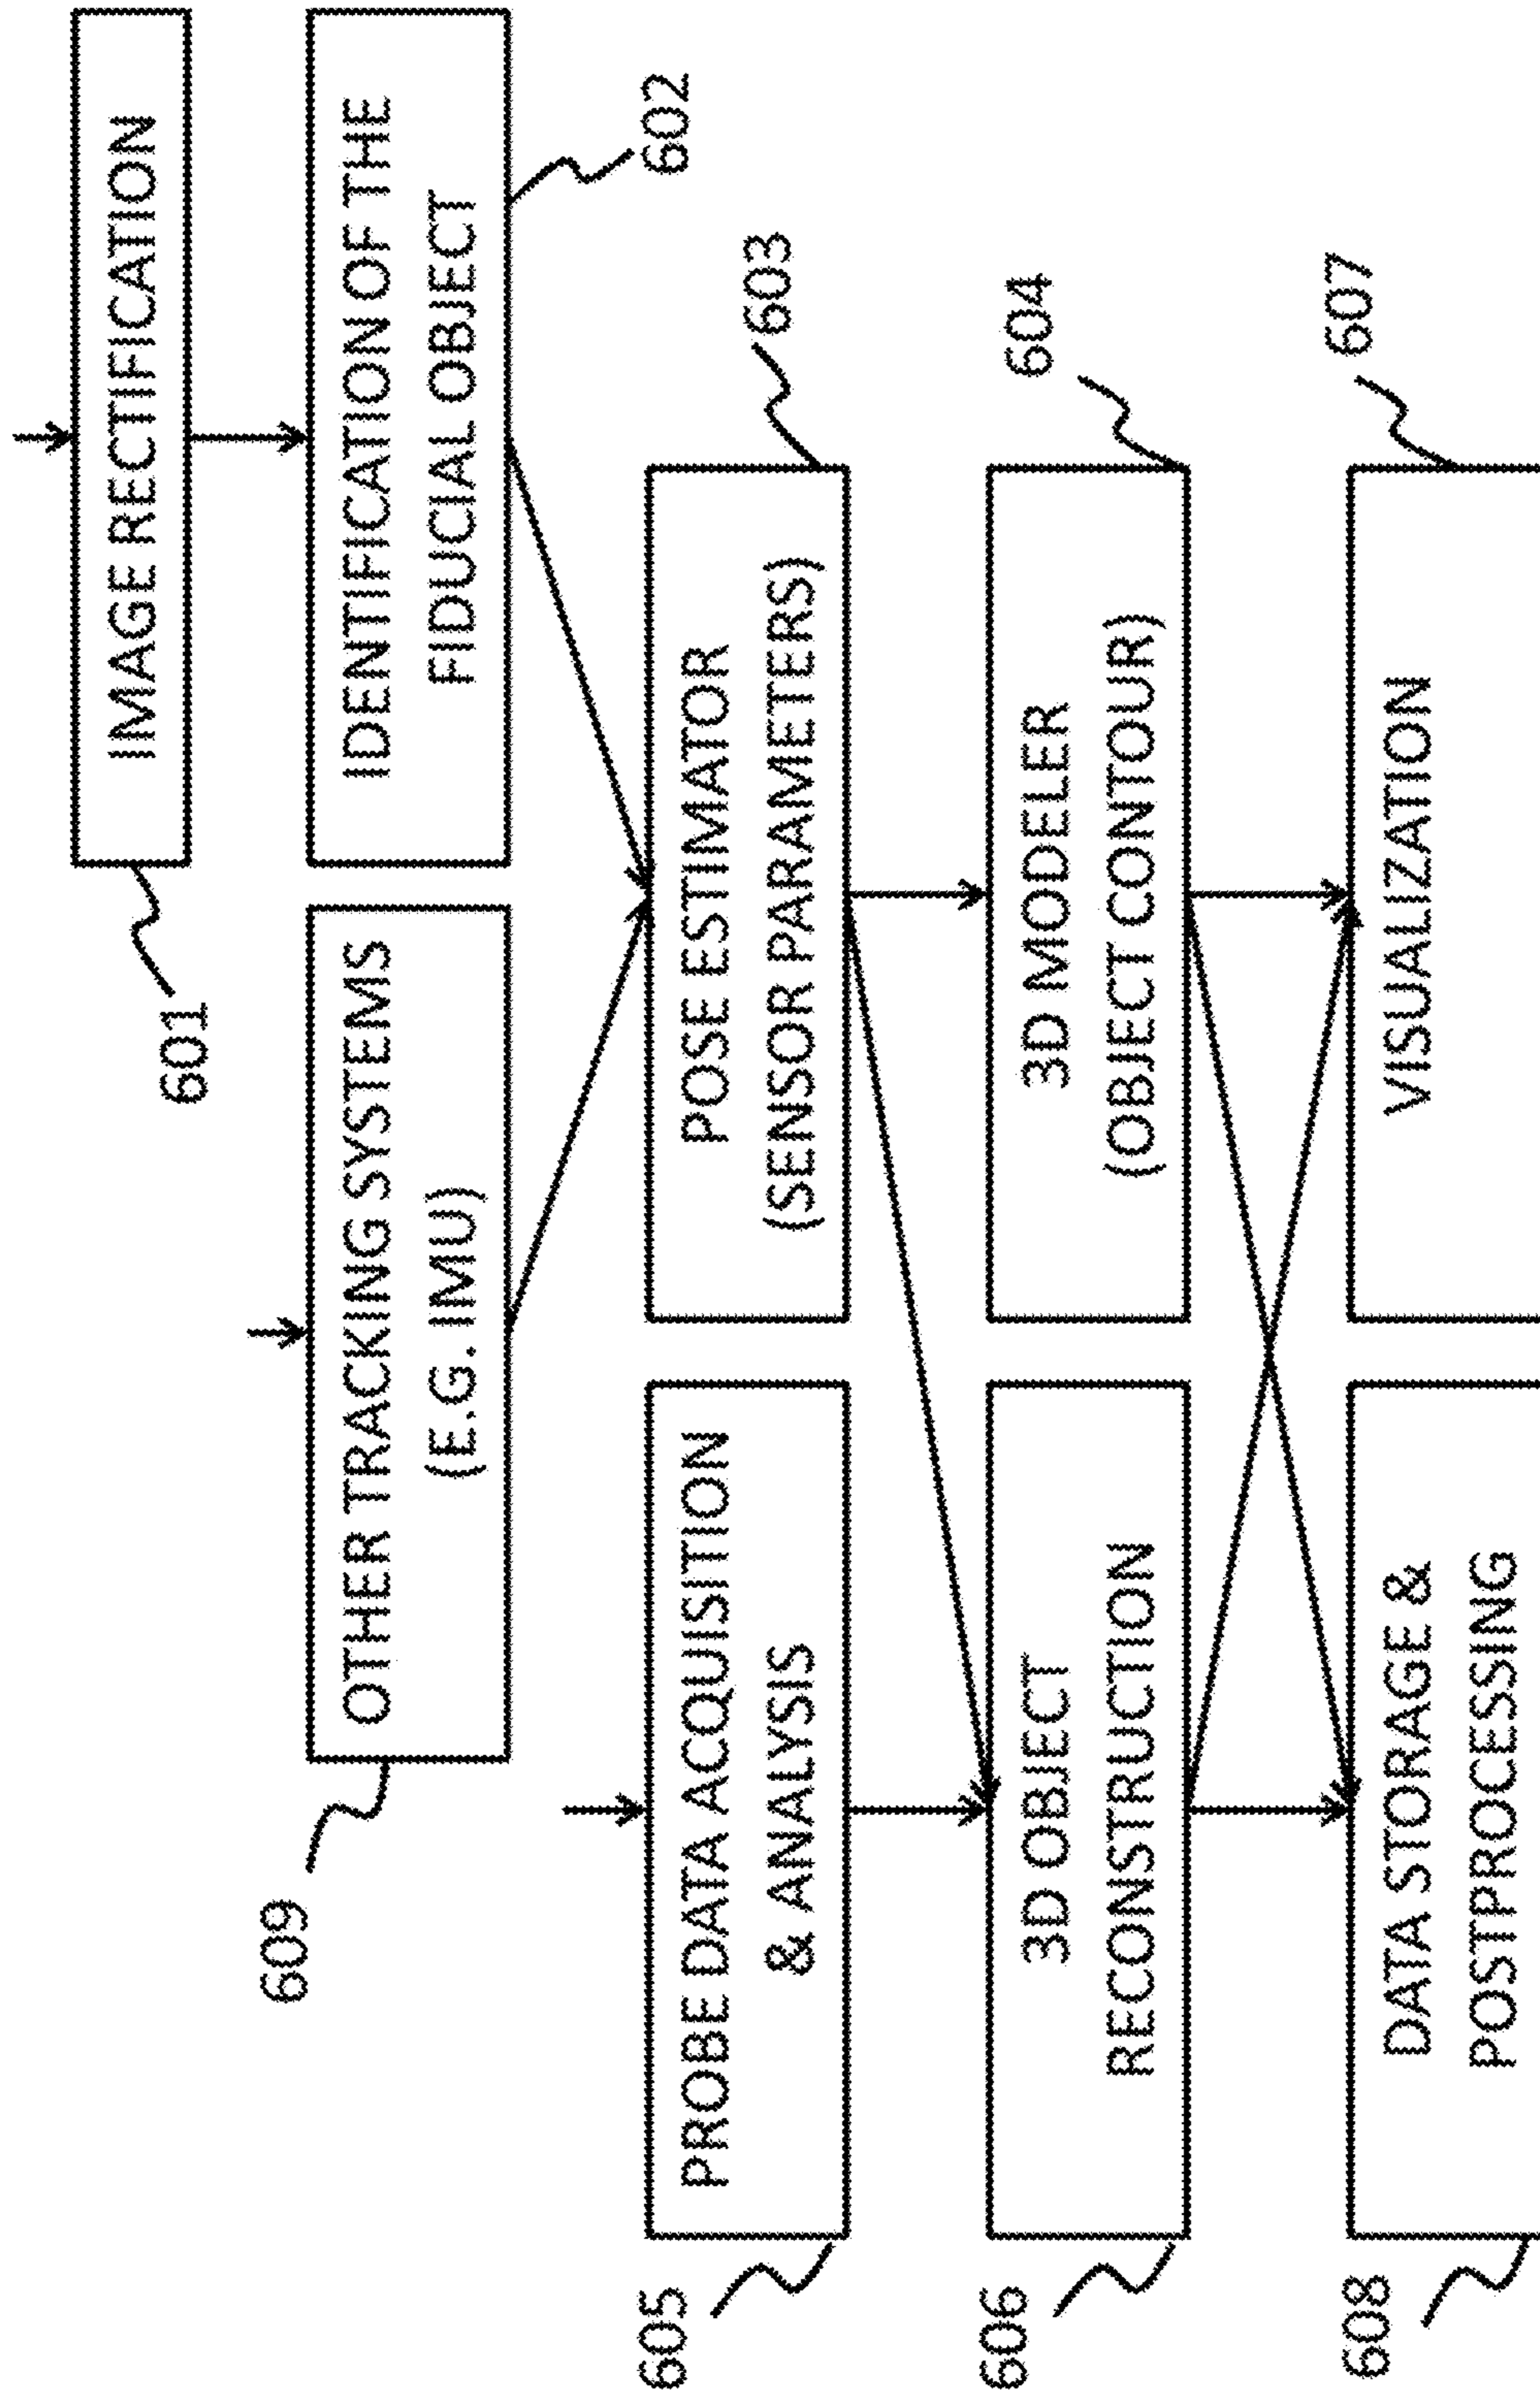 IMAGE RECTIFICATION
601
OTHER TRACKING SYSTEMS
(E.G. IMU)
609
IDENTIFICATION OF THE
FIDUCIAL OBJECT
602
PROBE DATA ACQUISITION
& ANALYSIS
605
POSE ESTIMATOR
(SENSOR PARAMETERS)
603
3D OBJECT
RECONSTRUCTION
606
3D MODELER
(OBJECT CONTOUR)
604
DATA STORAGE &
POSTPROCESSING
608
VISUALIZATION
607